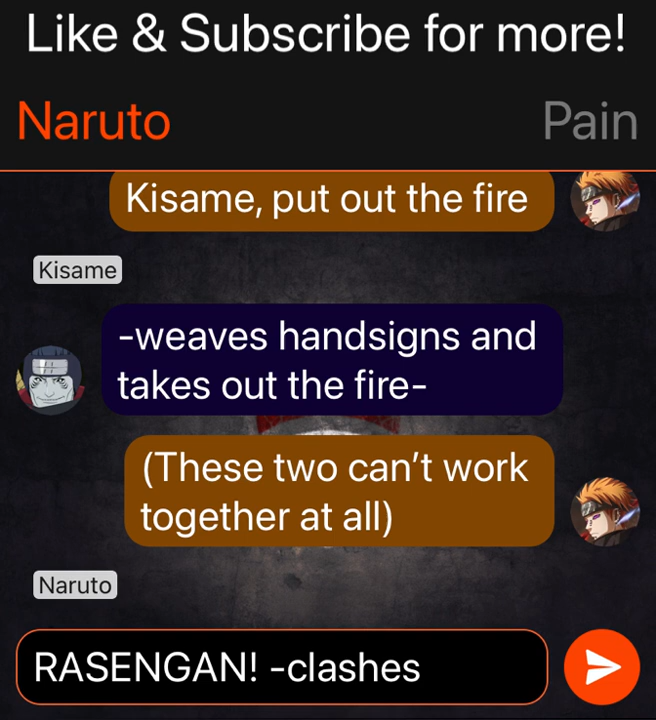 Like & Subscribe for more!
Naruto Pain
Kisame, put out the fire
Kisame
-weaves handsigns and
takes out the fire-
(These two can’t work
together at all)
Naruto
RASENGAN! -clashes